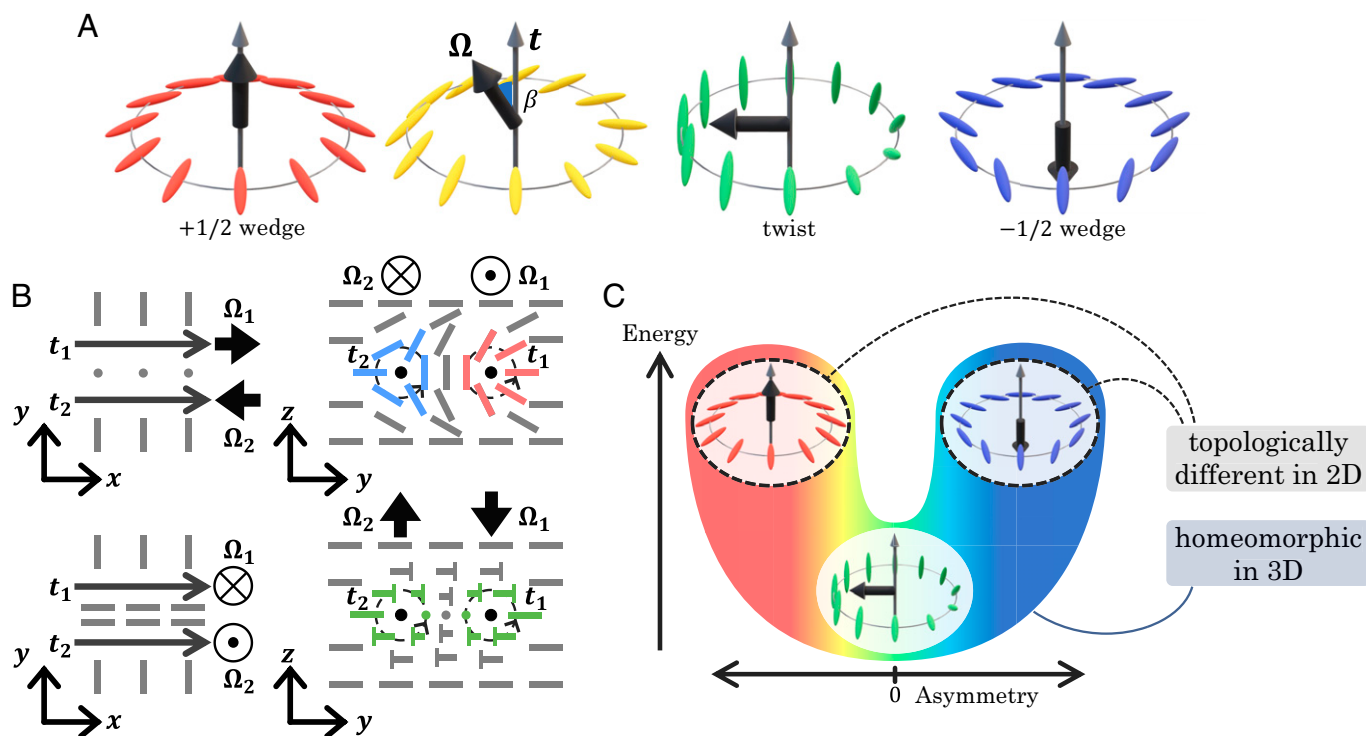 A
Ω
t
β
+1/2 wedge
twist
−1/2 wedge
B
t₁
Ω₁
t₂
Ω₂
y
x
Ω₂
Ω₁
t₂
t₁
z
y
t₁
Ω₁
t₂
Ω₂
y
x
Ω₂
Ω₁
t₂
t₁
z
y
C
Energy
topologically
different in 2D
homeomorphic
in 3D
0 Asymmetry